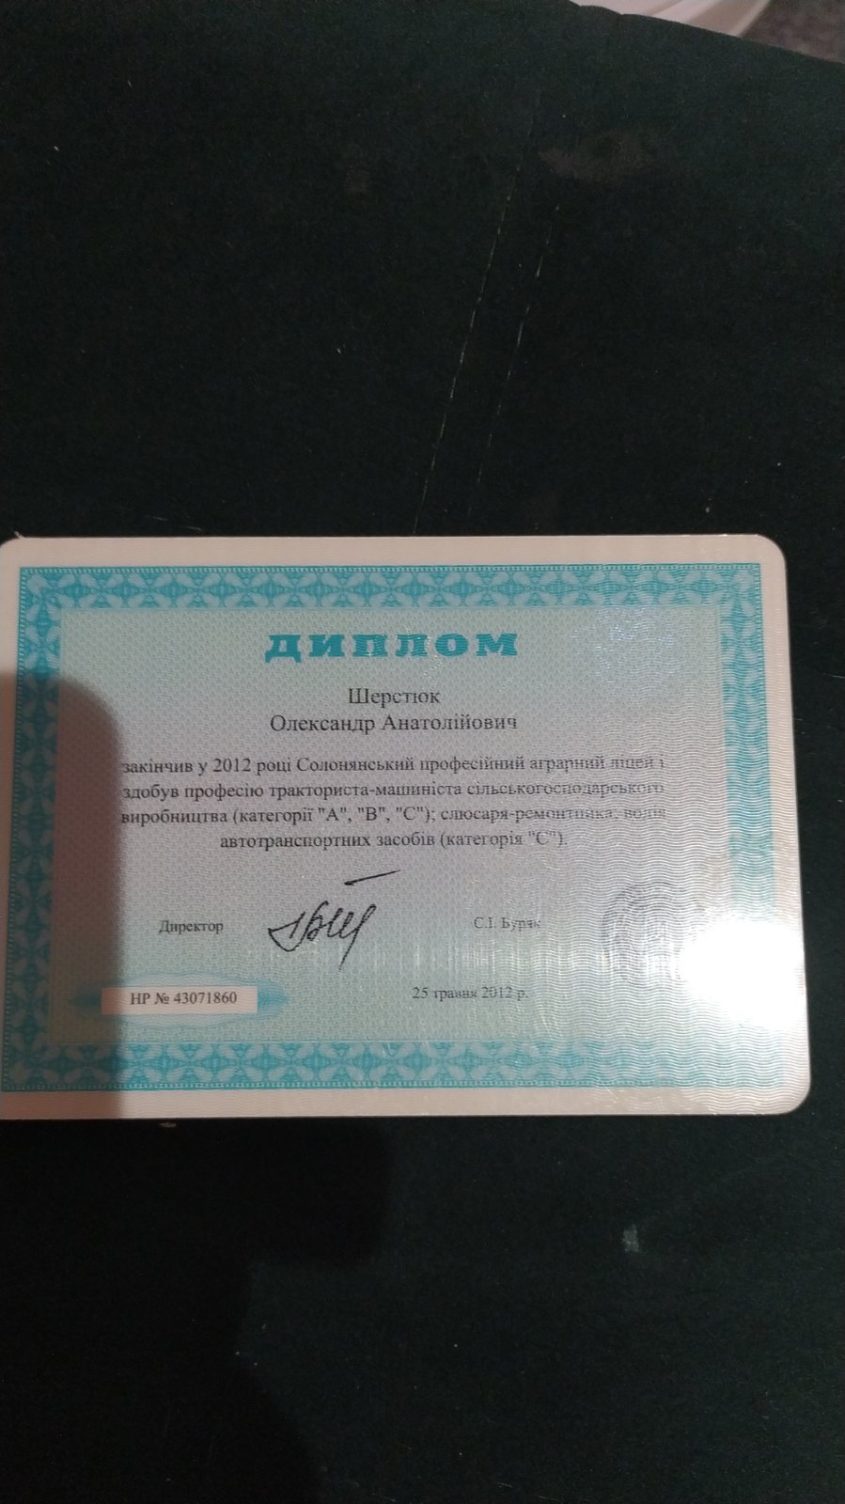 ДИПЛОМ
Шерстюк
Олександр Анатолійович
закінчив у 2012 році Солонянський професійний аграрний ліцей і
здобув професію тракториста-машиніста сільськогосподарського
виробництва (категорії "А", "В", "С"); слюсаря-ремонтника; водія
автотранспортних засобів (категорія "С").
Директор С.І. Буряк
НР № 43071860 25 травня 2012 р.